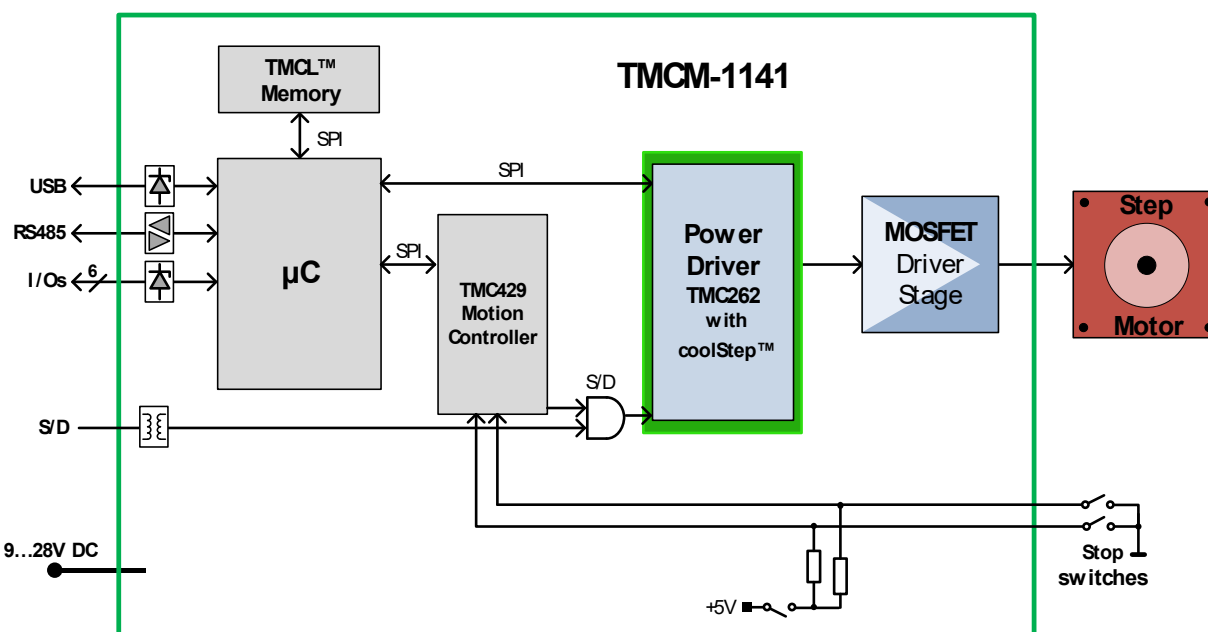 TMCM-1141
TMCL™
Memory
SPI
USB
RS485
I/Os
6
µC
SPI
SPI
TMC429
Motion
Controller
Power
Driver
TMC262
with
coolStep™
MOSFET
Driver
Stage
Step
Motor
S/D
S/D
9…28V DC
+5V
Stop
switches